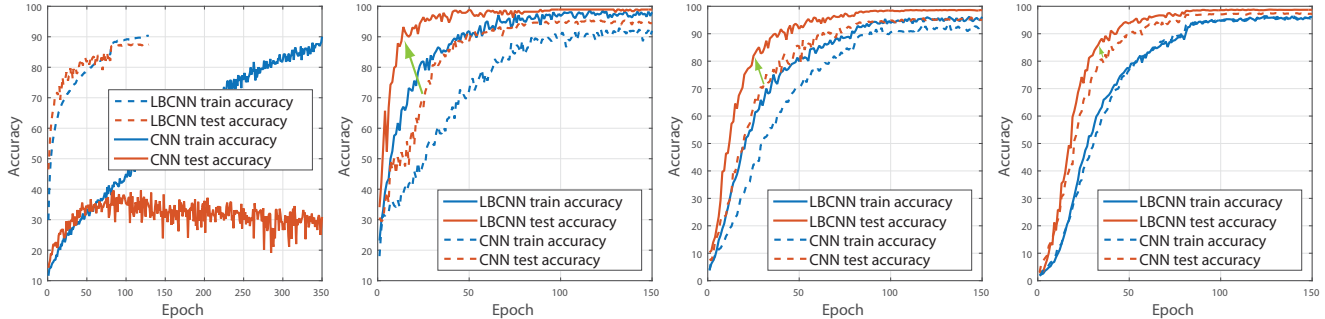 100
90
80
70
60
50
40
30
20
10
0 50 100 150 200 250 300 350
Accuracy
Epoch
LBCNN train accuracy
LBCNN test accuracy
CNN train accuracy
CNN test accuracy
100
90
80
70
60
50
40
30
20
10
0 50 100 150
Accuracy
Epoch
LBCNN train accuracy
LBCNN test accuracy
CNN train accuracy
CNN test accuracy
100
90
80
70
60
50
40
30
20
10
0
0 50 100 150
Accuracy
Epoch
LBCNN train accuracy
LBCNN test accuracy
CNN train accuracy
CNN test accuracy
100
90
80
70
60
50
40
30
20
10
0
0 50 100 150
Accuracy
Epoch
LBCNN train accuracy
LBCNN test accuracy
CNN train accuracy
CNN test accuracy